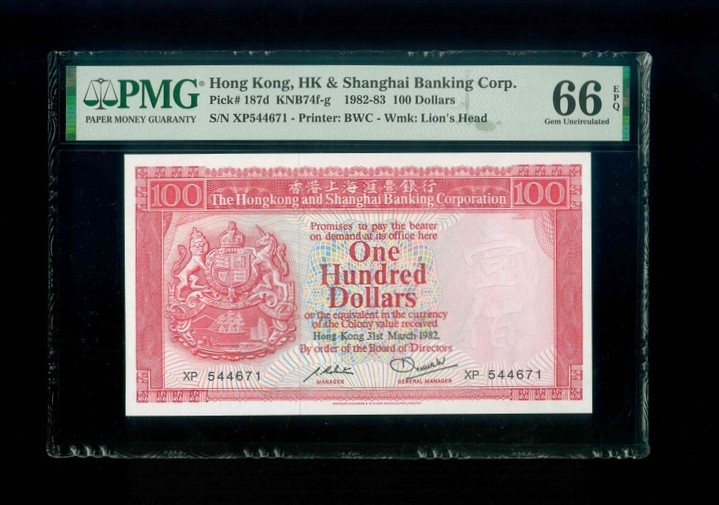 PMG
PAPER MONEY GUARANTY
Hong Kong, HK & Shanghai Banking Corp.
Pick# 187d KNB74f-g 1982-83 100 Dollars
S/N XP544671 - Printer: BWC - Wmk: Lion's Head
66 EPQ
Gem Uncirculated
香港上海滙豐銀行
100 The Hongkong and Shanghai Banking Corporation 100
Promises to pay the bearer
on demand at its office here
One
Hundred
Dollars
or the equivalent in the currency
of the Colony value received
Hong Kong 31st March 1982.
By order of the Board of Directors
壹佰
XP 544671
MANAGER
GENERAL MANAGER
XP 544671